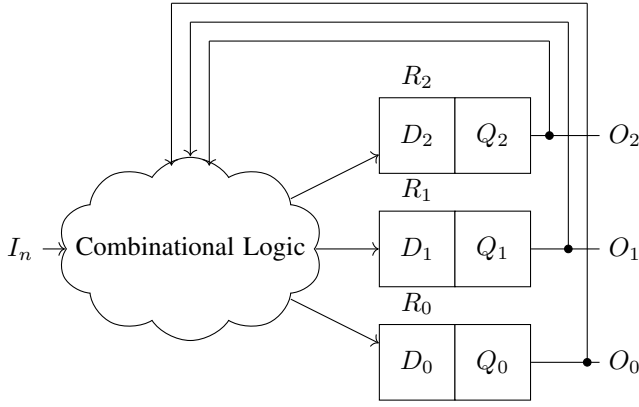 R₂
D₂ Q₂ O₂
R₁
Iₙ Combinational Logic D₁ Q₁ O₁
R₀
D₀ Q₀ O₀